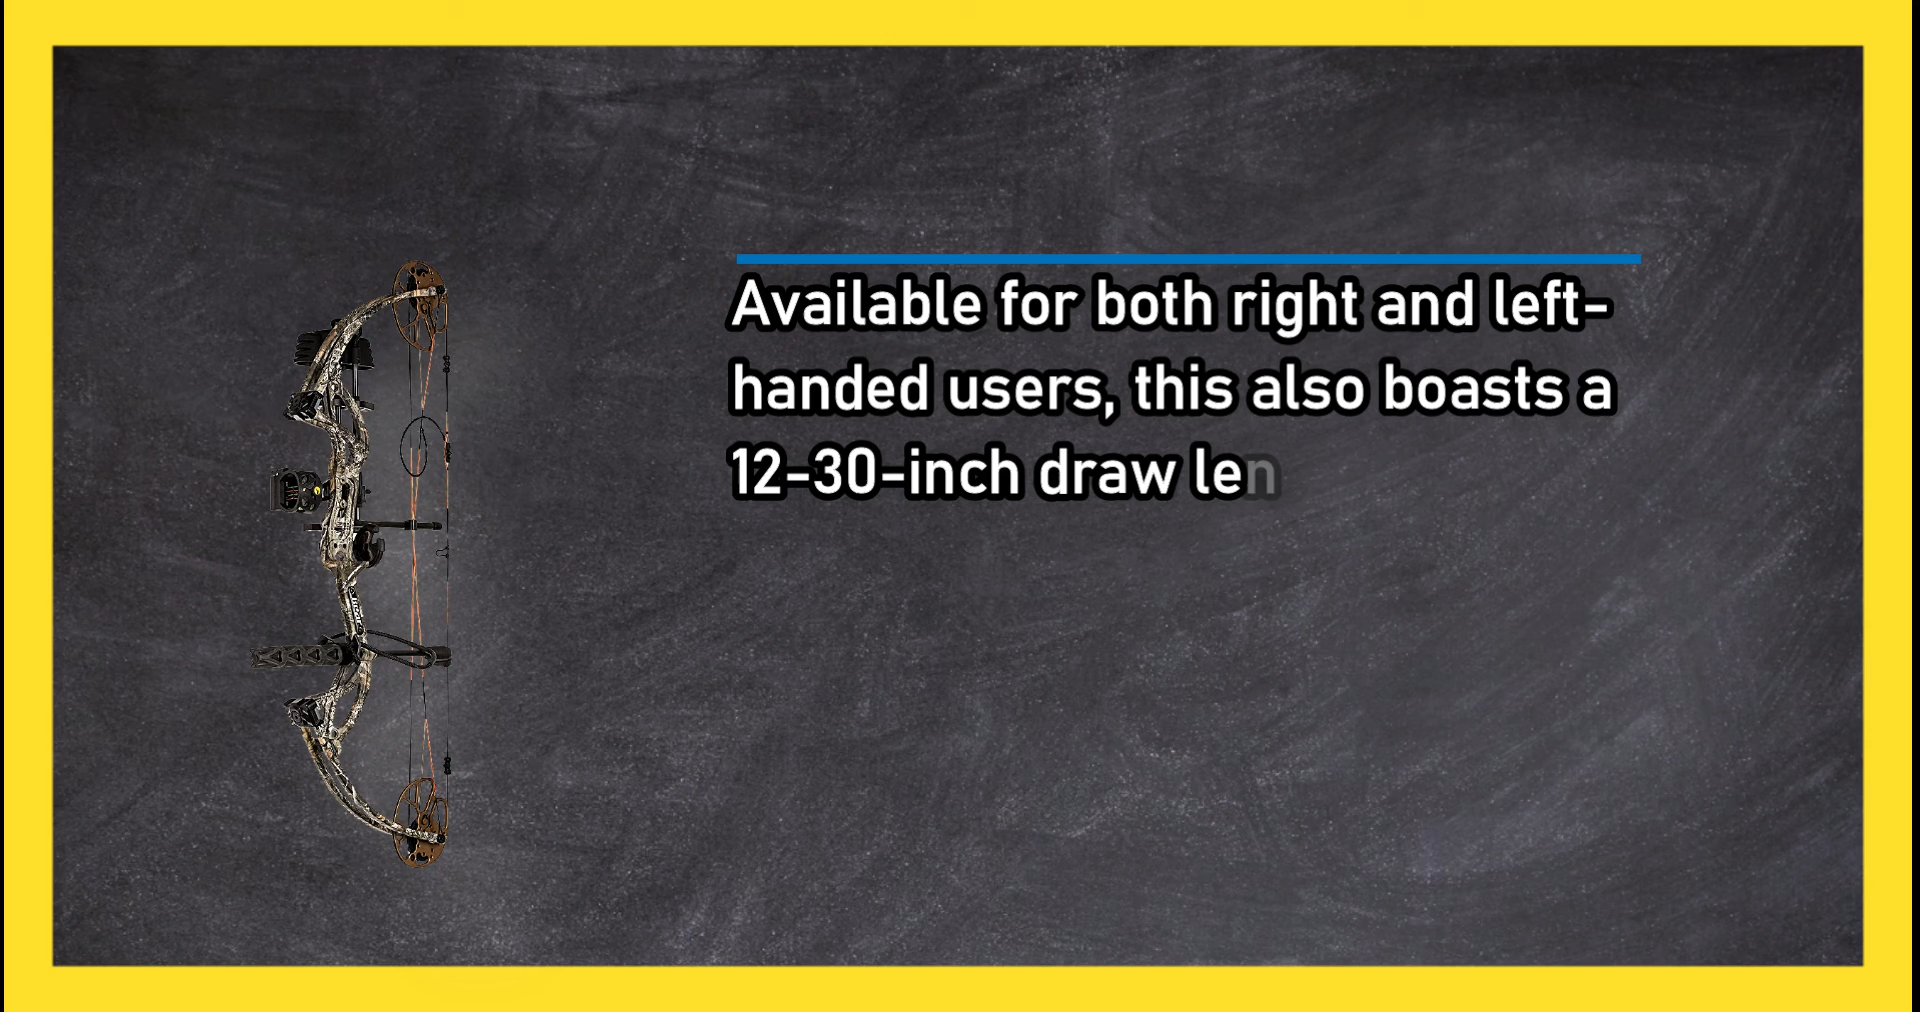 Available for both right and left-
handed users, this also boasts a
12-30-inch draw len